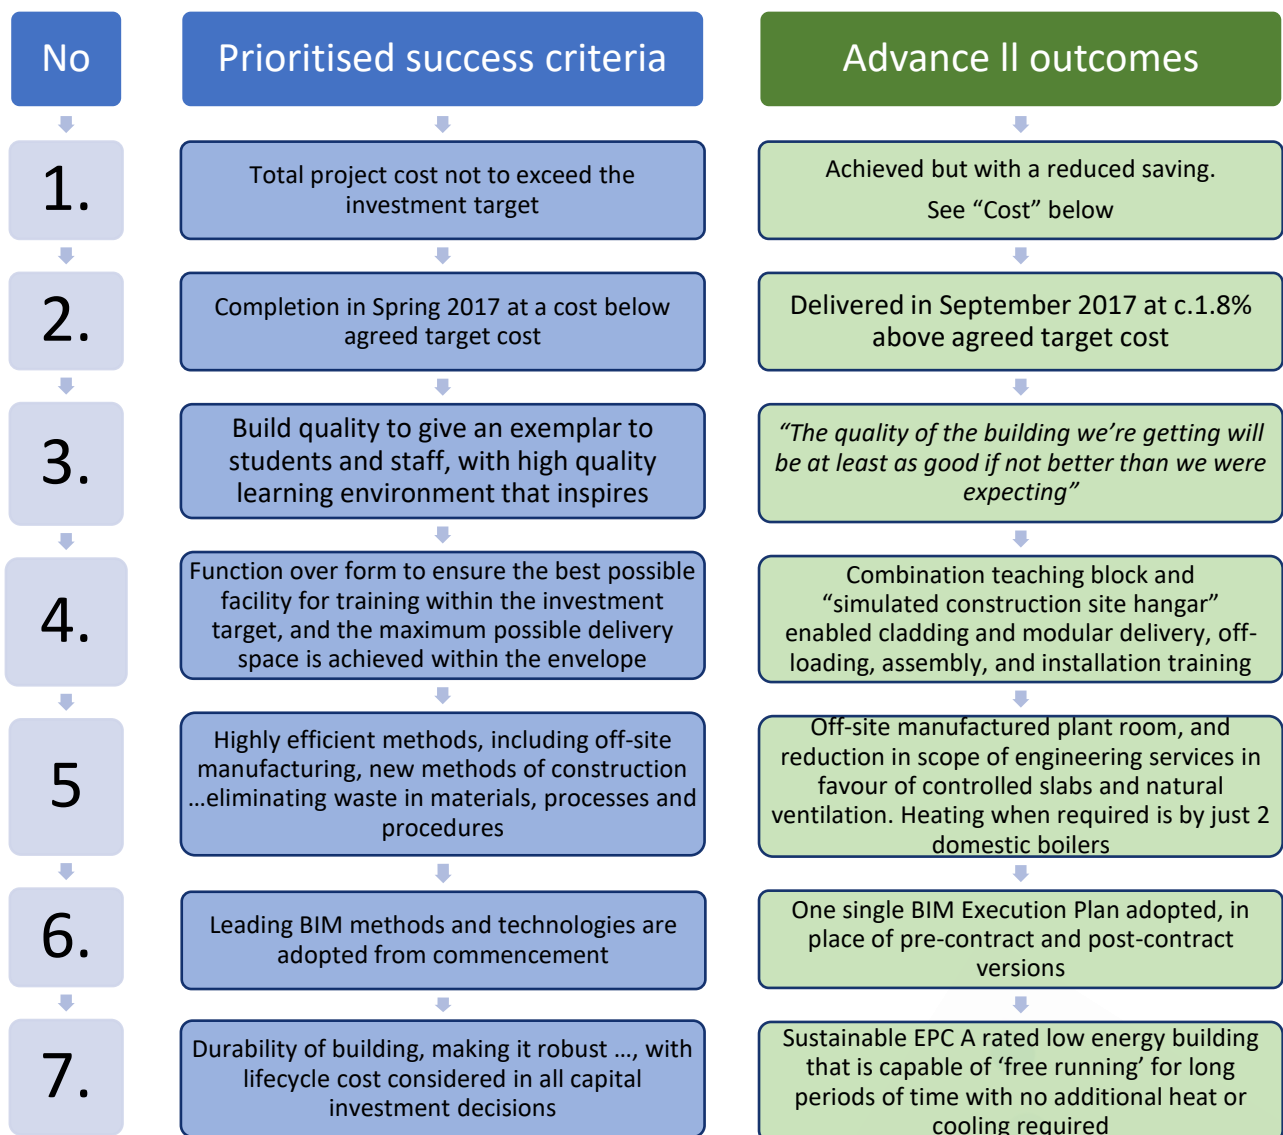 No
Prioritised success criteria
Advance ll outcomes
1.
Total project cost not to exceed the
investment target
Achieved but with a reduced saving.
See “Cost” below
2.
Completion in Spring 2017 at a cost below
agreed target cost
Delivered in September 2017 at c.1.8%
above agreed target cost
3.
Build quality to give an exemplar to
students and staff, with high quality
learning environment that inspires
“The quality of the building we’re getting will
be at least as good if not better than we were
expecting”
4.
Function over form to ensure the best possible
facility for training within the investment
target, and the maximum possible delivery
space is achieved within the envelope
Combination teaching block and
“simulated construction site hangar”
enabled cladding and modular delivery, off-
loading, assembly, and installation training
5
Highly efficient methods, including off-site
manufacturing, new methods of construction
…eliminating waste in materials, processes and
procedures
Off-site manufactured plant room, and
reduction in scope of engineering services in
favour of controlled slabs and natural
ventilation. Heating when required is by just 2
domestic boilers
6.
Leading BIM methods and technologies are
adopted from commencement
One single BIM Execution Plan adopted, in
place of pre-contract and post-contract
versions
7.
Durability of building, making it robust …, with
lifecycle cost considered in all capital
investment decisions
Sustainable EPC A rated low energy building
that is capable of ‘free running’ for long
periods of time with no additional heat or
cooling required